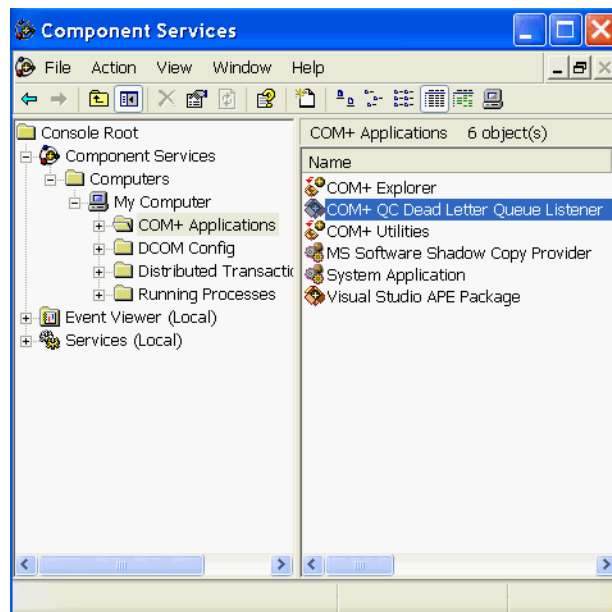 Component Services
File Action View Window Help
Console Root
Component Services
Computers
My Computer
COM+ Applications
DCOM Config
Distributed Transactic
Running Processes
Event Viewer (Local)
Services (Local)
COM+ Applications 6 object(s)
Name
COM+ Explorer
COM+ QC Dead Letter Queue Listener
COM+ Utilities
MS Software Shadow Copy Provider
System Application
Visual Studio APE Package